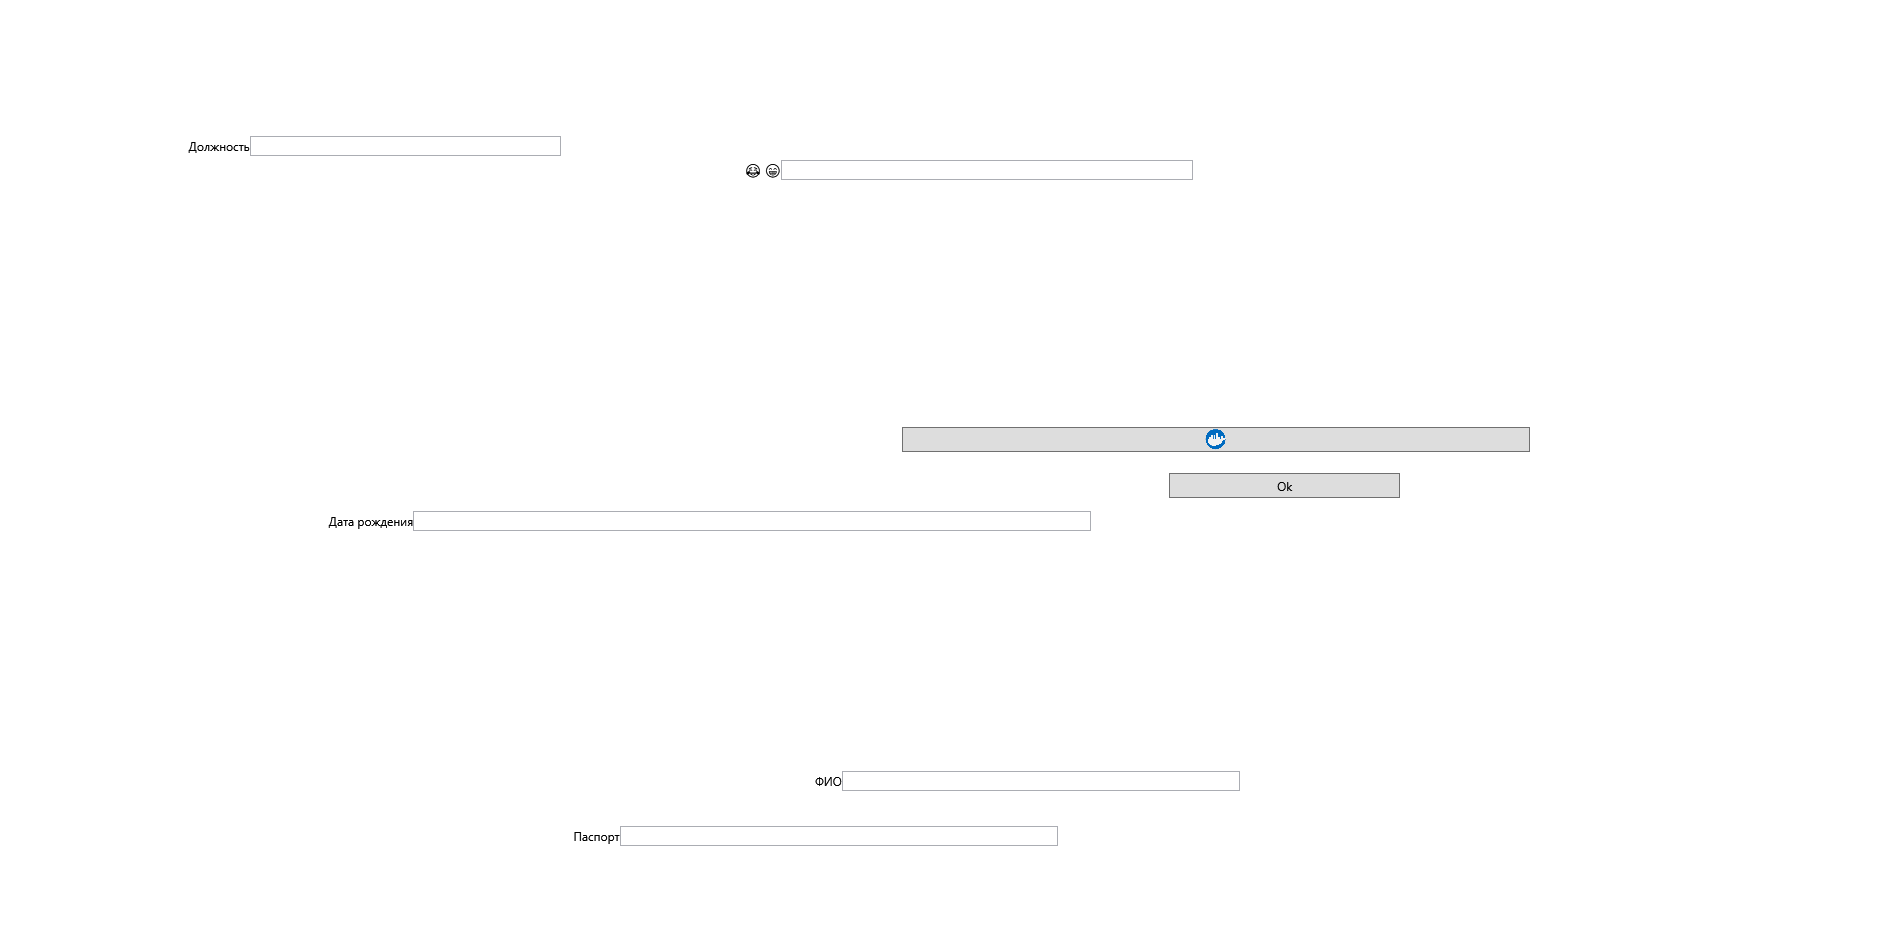 Должность
🤩 😄
Ok
Дата рождения
ФИО
Паспорт